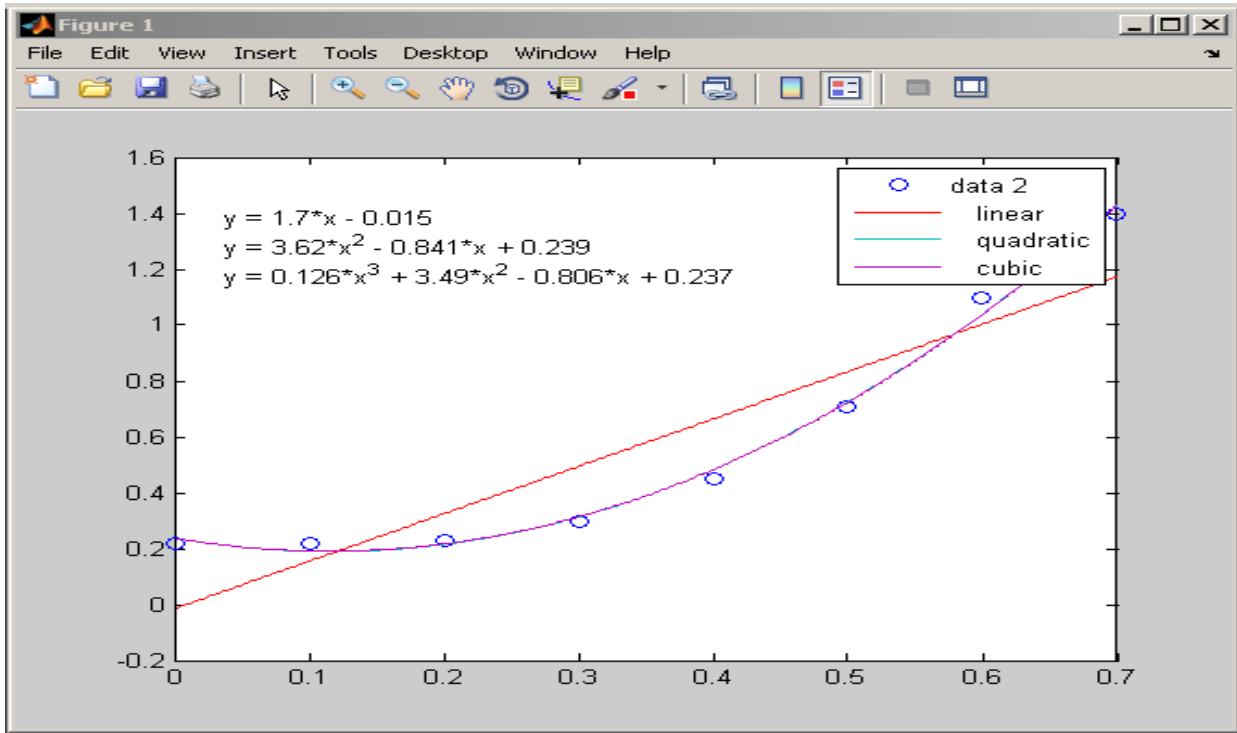 Figure 1
File Edit View Insert Tools Desktop Window Help
1.6
1.4
1.2
1
0.8
0.6
0.4
0.2
0
-0.2
y = 1.7*x - 0.015
y = 3.62*x² - 0.841*x + 0.239
y = 0.126*x³ + 3.49*x² - 0.806*x + 0.237
data 2
linear
quadratic
cubic
0 0.1 0.2 0.3 0.4 0.5 0.6 0.7